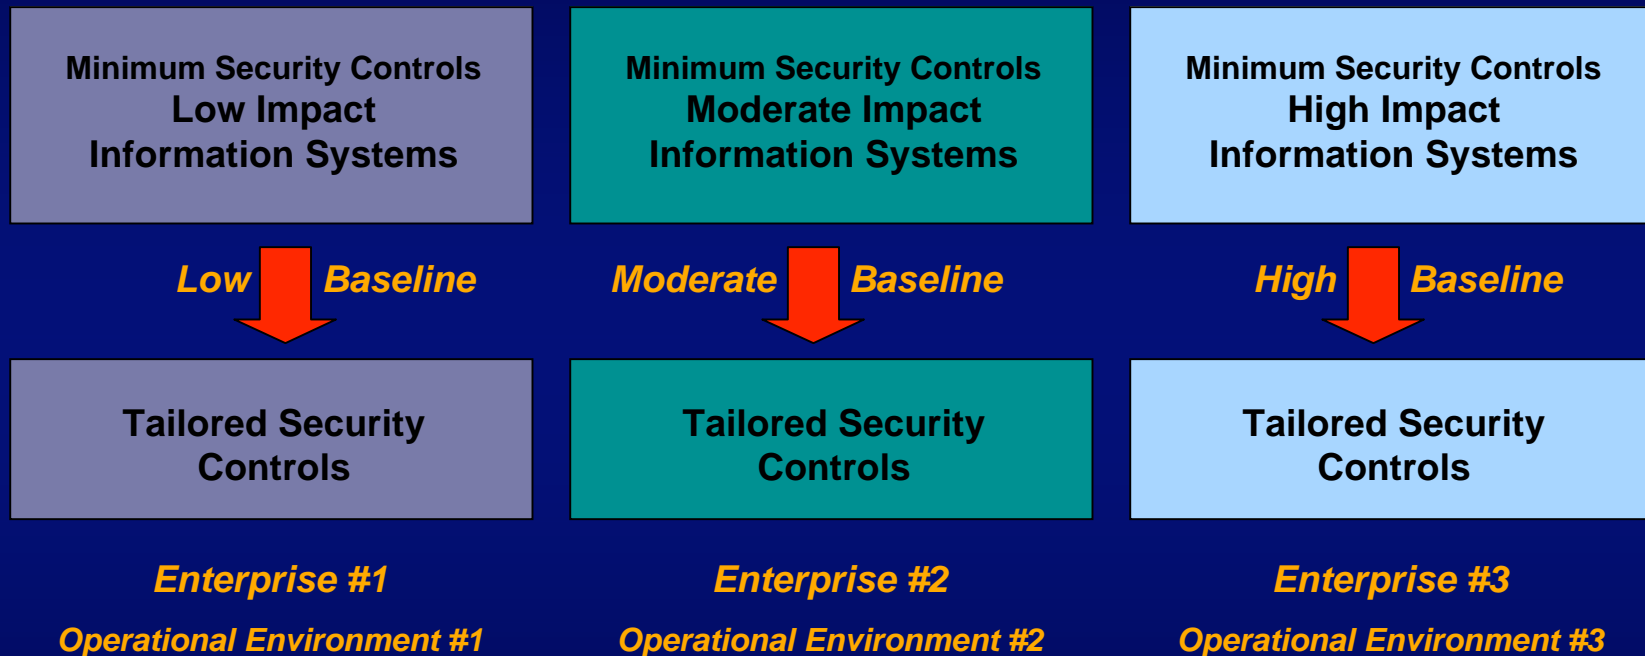 Minimum Security Controls
Low Impact
Information Systems
Minimum Security Controls
Moderate Impact
Information Systems
Minimum Security Controls
High Impact
Information Systems
Low Baseline
Moderate Baseline
High Baseline
Tailored Security
Controls
Tailored Security
Controls
Tailored Security
Controls
Enterprise #1
Operational Environment #1
Enterprise #2
Operational Environment #2
Enterprise #3
Operational Environment #3